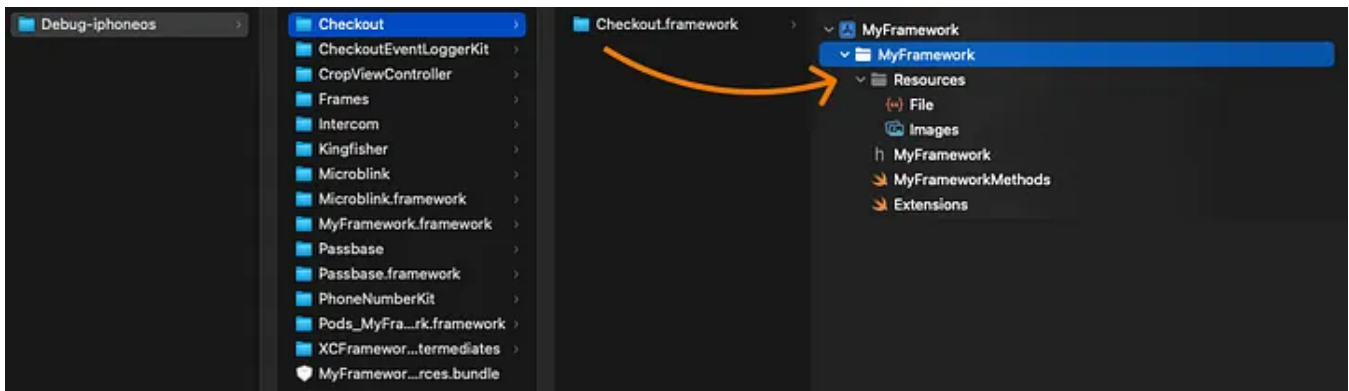 Debug-iphoneos
Checkout
CheckoutEventLoggerKit
CropViewController
Frames
Intercom
Kingfisher
Microblink
Microblink.framework
MyFramework.framework
Passbase
Passbase.framework
PhoneNumberKit
Pods_MyFra...rk.framework
XCFramewor...termediates
MyFramewor...rces.bundle
Checkout.framework
MyFramework
MyFramework
Resources
File
Images
h MyFramework
MyFrameworkMethods
Extensions